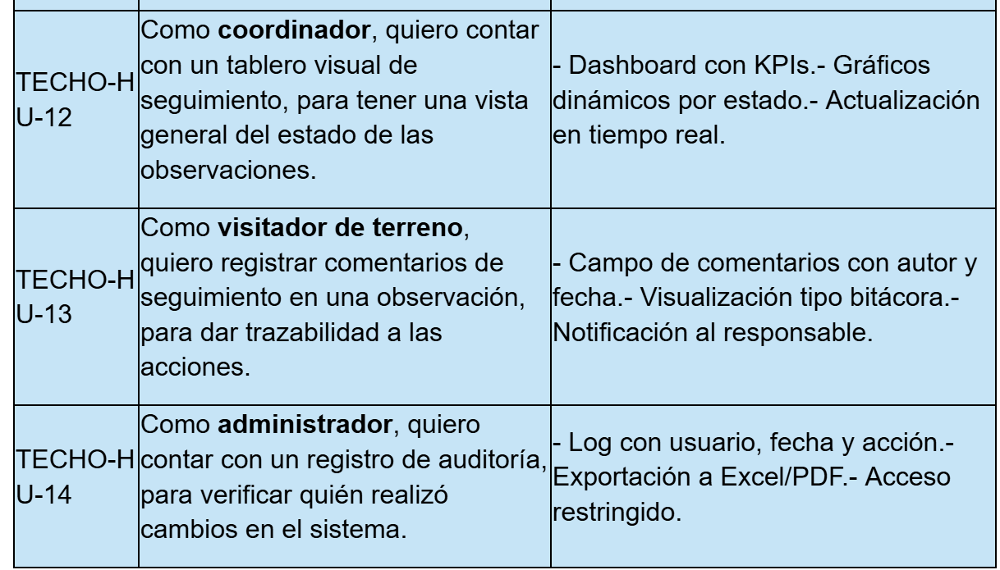 TECHO-H
U-12
Como coordinador, quiero contar
con un tablero visual de
seguimiento, para tener una vista
general del estado de las
observaciones.
- Dashboard con KPIs.- Gráficos
dinámicos por estado.- Actualización
en tiempo real.
TECHO-H
U-13
Como visitador de terreno,
quiero registrar comentarios de
seguimiento en una observación,
para dar trazabilidad a las
acciones.
- Campo de comentarios con autor y
fecha.- Visualización tipo bitácora.-
Notificación al responsable.
TECHO-H
U-14
Como administrador, quiero
contar con un registro de auditoría,
para verificar quién realizó
cambios en el sistema.
- Log con usuario, fecha y acción.-
Exportación a Excel/PDF.- Acceso
restringido.